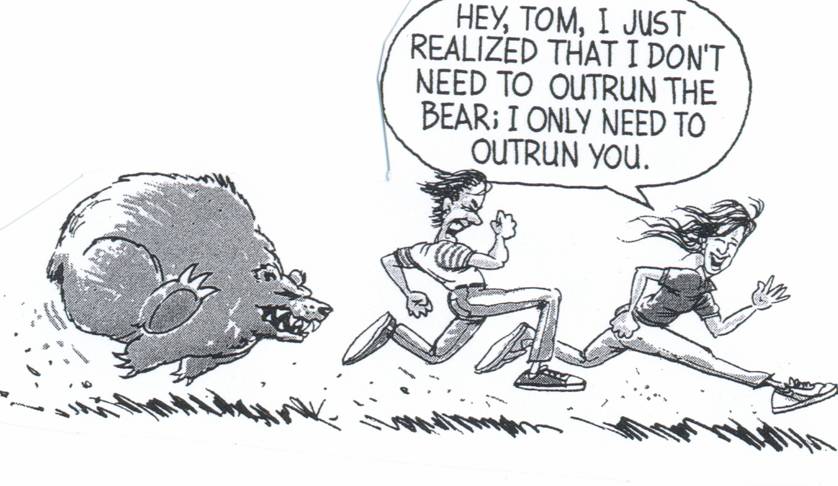 HEY, TOM, I JUST
REALIZED THAT I DON'T
NEED TO OUTRUN THE
BEAR; I ONLY NEED TO
OUTRUN YOU.